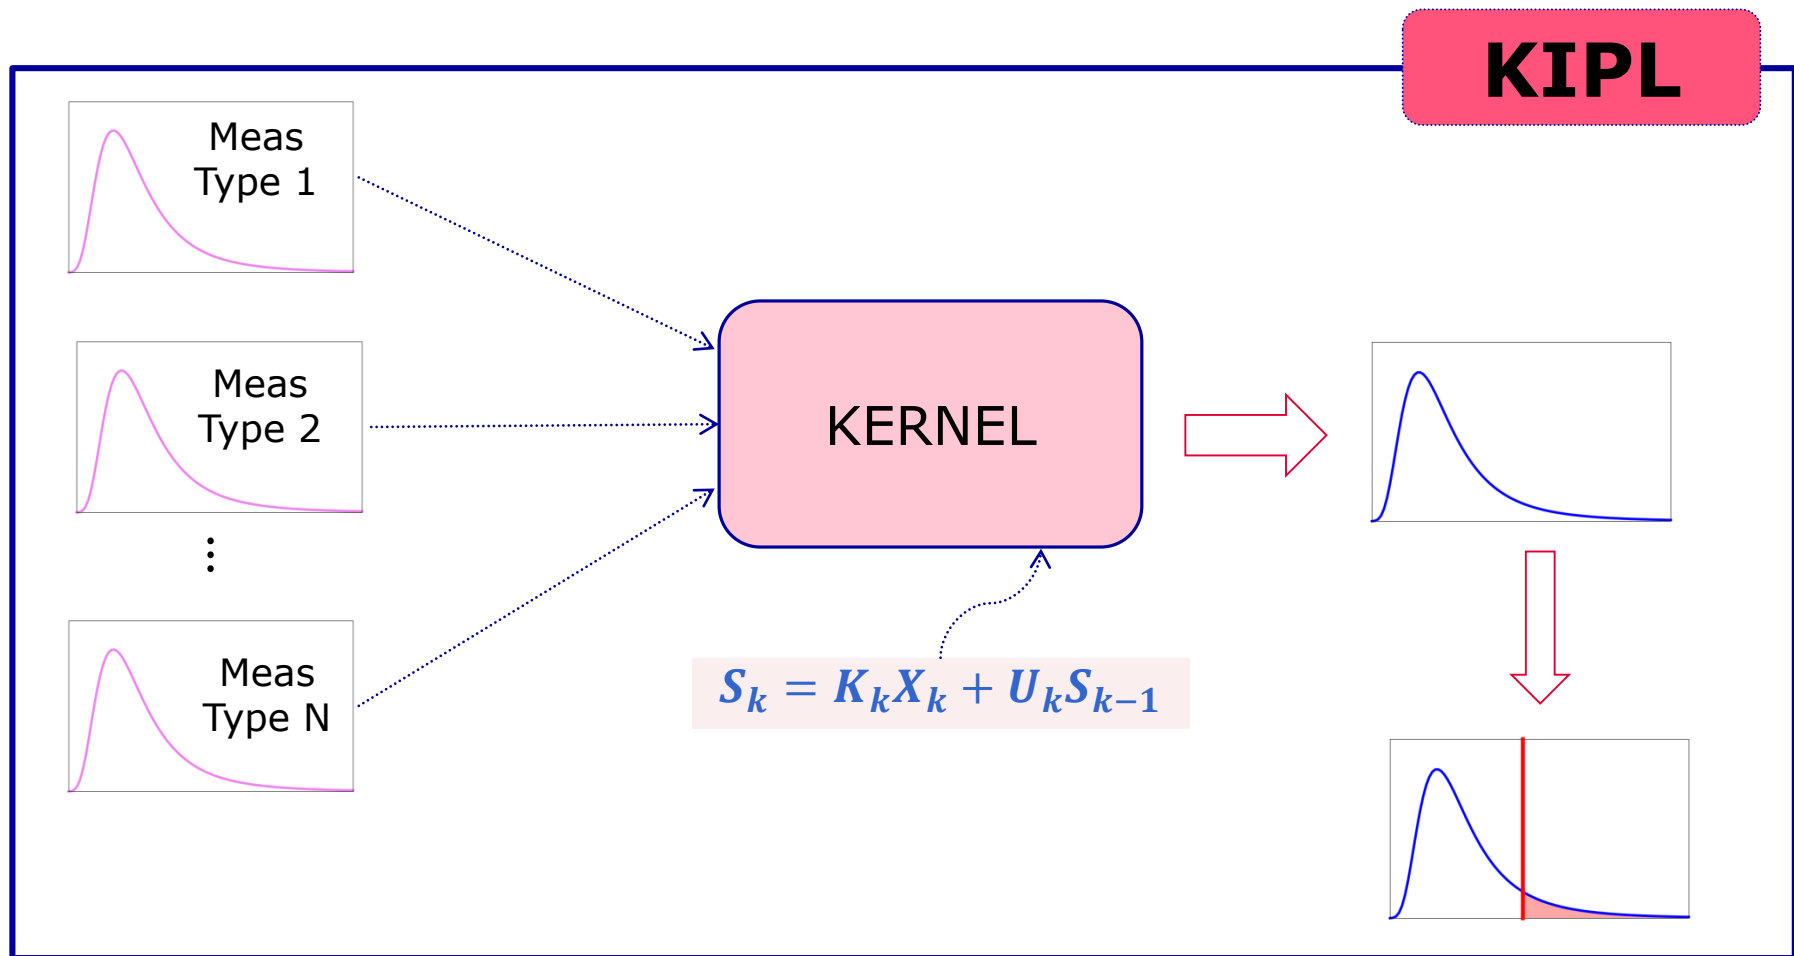 KIPL
Meas
Type 1
Meas
Type 2
⋮
Meas
Type N
KERNEL
S_k = K_k X_k + U_k S_{k-1}